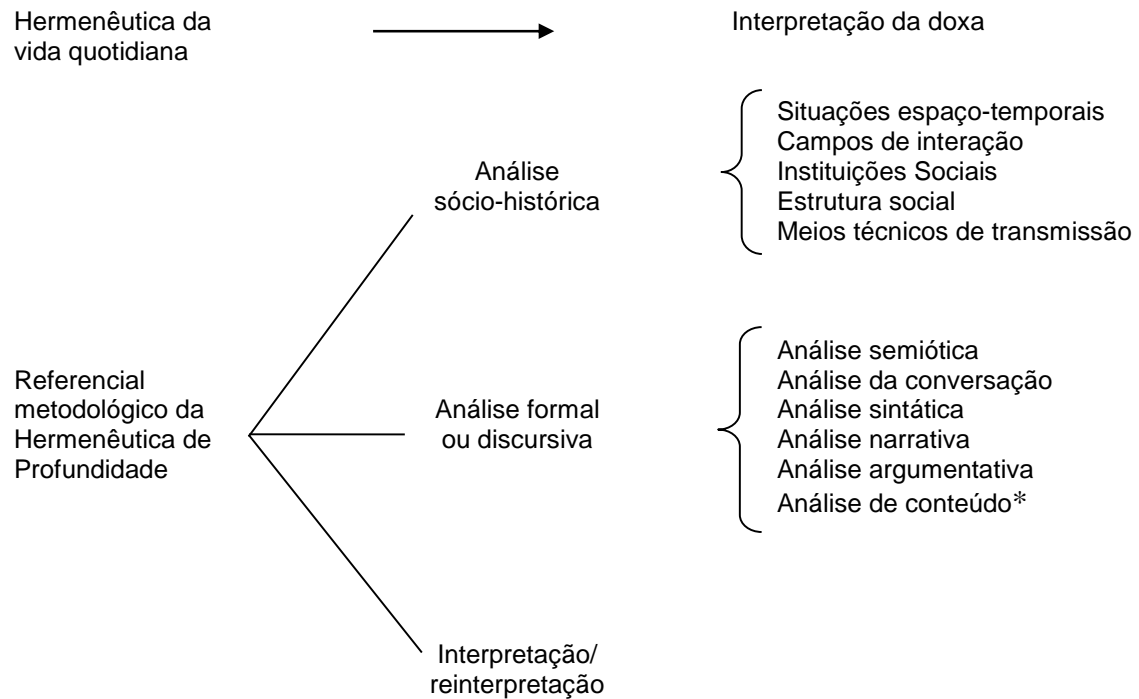 Hermenêutica da
vida quotidiana
Interpretação da doxa
Análise
sócio-histórica
Situações espaço-temporais
Campos de interação
Instituições Sociais
Estrutura social
Meios técnicos de transmissão
Referencial
metodológico da
Hermenêutica de
Profundidade
Análise formal
ou discursiva
Análise semiótica
Análise da conversação
Análise sintática
Análise narrativa
Análise argumentativa
Análise de conteúdo*
Interpretação/
reinterpretação